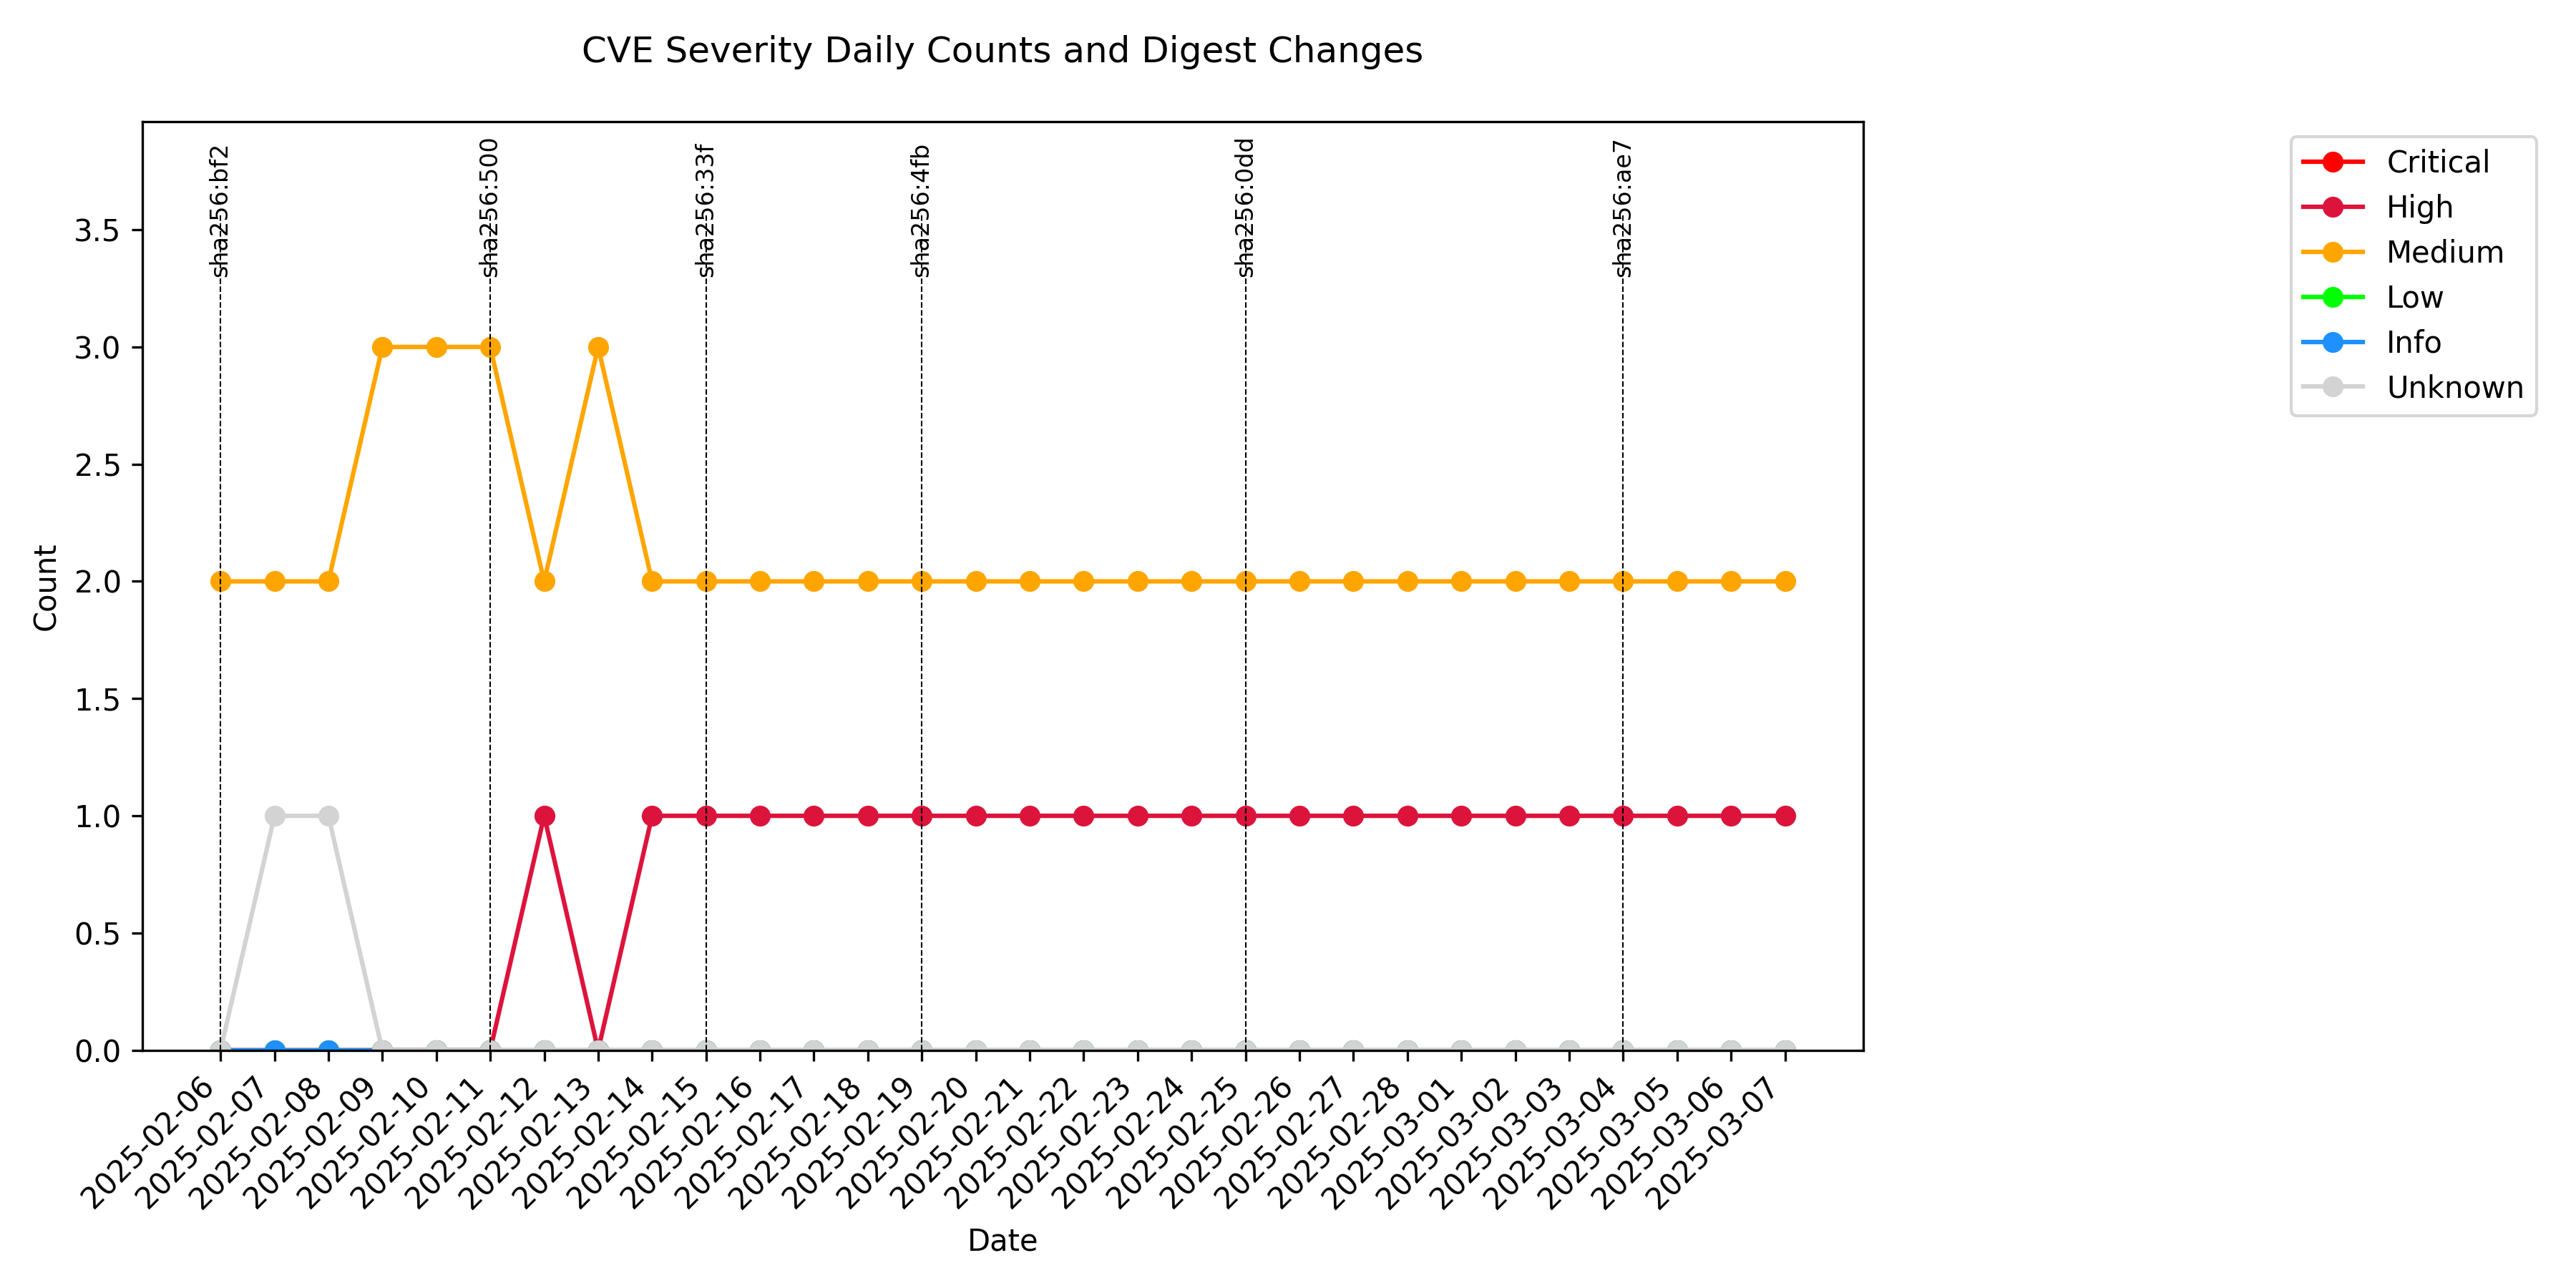 CVE Severity Daily Counts and Digest Changes
sha256:bf2
sha256:500
sha256:33f
sha256:4fb
sha256:0dd
sha256:ae7
Critical
High
Medium
Low
Info
Unknown
Count
3.5
3.0
2.5
2.0
1.5
1.0
0.5
0.0
2025-02-06
2025-02-07
2025-02-08
2025-02-09
2025-02-10
2025-02-11
2025-02-12
2025-02-13
2025-02-14
2025-02-15
2025-02-16
2025-02-17
2025-02-18
2025-02-19
2025-02-20
2025-02-21
2025-02-22
2025-02-23
2025-02-24
2025-02-25
2025-02-26
2025-02-27
2025-02-28
2025-03-01
2025-03-02
2025-03-03
2025-03-04
2025-03-05
2025-03-06
2025-03-07
Date